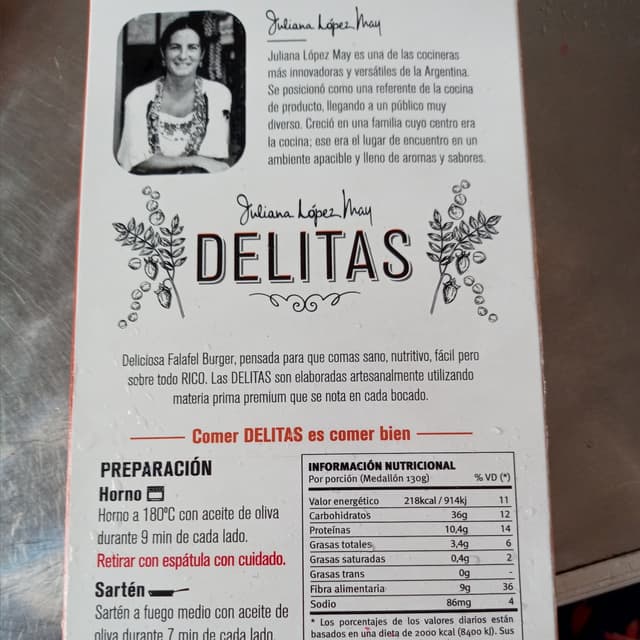 Juliana López May
Juliana López May es una de las cocineras
más innovadoras y versátiles de la Argentina.
Se posicionó como una referente de la cocina
de producto, llegando a un público muy
diverso. Creció en una familia cuyo centro era
la cocina; ese era el lugar de encuentro en un
ambiente apacible y lleno de aromas y sabores.
Juliana López May
DELITAS
Deliciosa Falafel Burger, pensada para que comas sano, nutritivo, fácil pero
sobre todo RICO. Las DELITAS son elaboradas artesanalmente utilizando
materia prima premium que se nota en cada bocado.
Comer DELITAS es comer bien
PREPARACIÓN
Horno
Horno a 180ºC con aceite de oliva
durante 9 min de cada lado.
Retirar con espátula con cuidado.
Sartén
Sartén a fuego medio con aceite de
oliva durante 7 min de cada lado
INFORMACIÓN NUTRICIONAL
Por porción (Medallón 130g) % VD (*)
Valor energético 218kcal / 914kj 11
Carbohidratos 36g 12
Proteínas 10,4g 14
Grasas totales 3,4g 6
Grasas saturadas 0,4g 2
Grasas trans 0g -
Fibra alimentaria 9g 36
Sodio 86mg 4
* Los porcentajes de los valores diarios están
basados en una dieta de 2000 kcal (8400 kJ). Sus